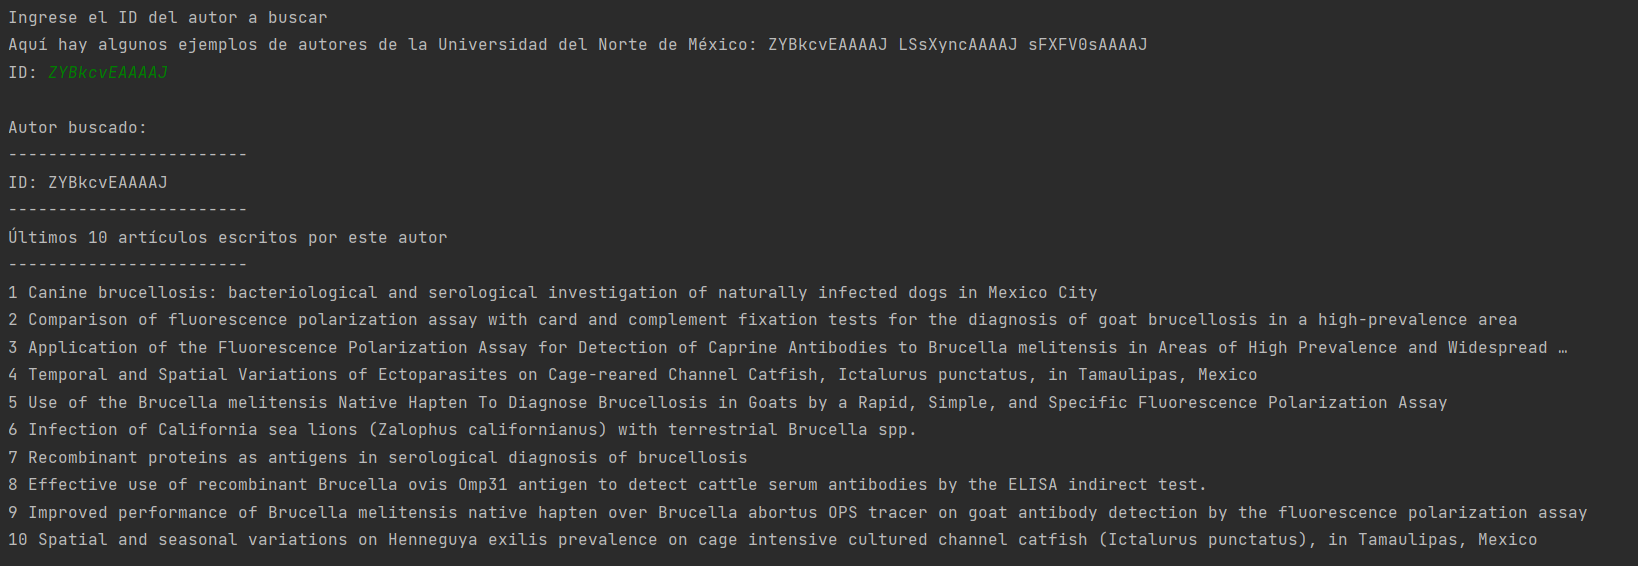 Ingrese el ID del autor a buscar
Aquí hay algunos ejemplos de autores de la Universidad del Norte de México: ZYBkcvEAAAAJ LSsXyncAAAAJ sFXFV0sAAAAJ
ID: ZYBkcvEAAAAJ
Autor buscado:
------------------------
ID: ZYBkcvEAAAAJ
------------------------
Últimos 10 artículos escritos por este autor
------------------------
1 Canine brucellosis: bacteriological and serological investigation of naturally infected dogs in Mexico City
2 Comparison of fluorescence polarization assay with card and complement fixation tests for the diagnosis of goat brucellosis in a high-prevalence area
3 Application of the Fluorescence Polarization Assay for Detection of Caprine Antibodies to Brucella melitensis in Areas of High Prevalence and Widespread …
4 Temporal and Spatial Variations of Ectoparasites on Cage-reared Channel Catfish, Ictalurus punctatus, in Tamaulipas, Mexico
5 Use of the Brucella melitensis Native Hapten To Diagnose Brucellosis in Goats by a Rapid, Simple, and Specific Fluorescence Polarization Assay
6 Infection of California sea lions (Zalophus californianus) with terrestrial Brucella spp.
7 Recombinant proteins as antigens in serological diagnosis of brucellosis
8 Effective use of recombinant Brucella ovis Omp31 antigen to detect cattle serum antibodies by the ELISA indirect test.
9 Improved performance of Brucella melitensis native hapten over Brucella abortus OPS tracer on goat antibody detection by the fluorescence polarization assay
10 Spatial and seasonal variations on Henneguya exilis prevalence on cage intensive cultured channel catfish (Ictalurus punctatus), in Tamaulipas, Mexico